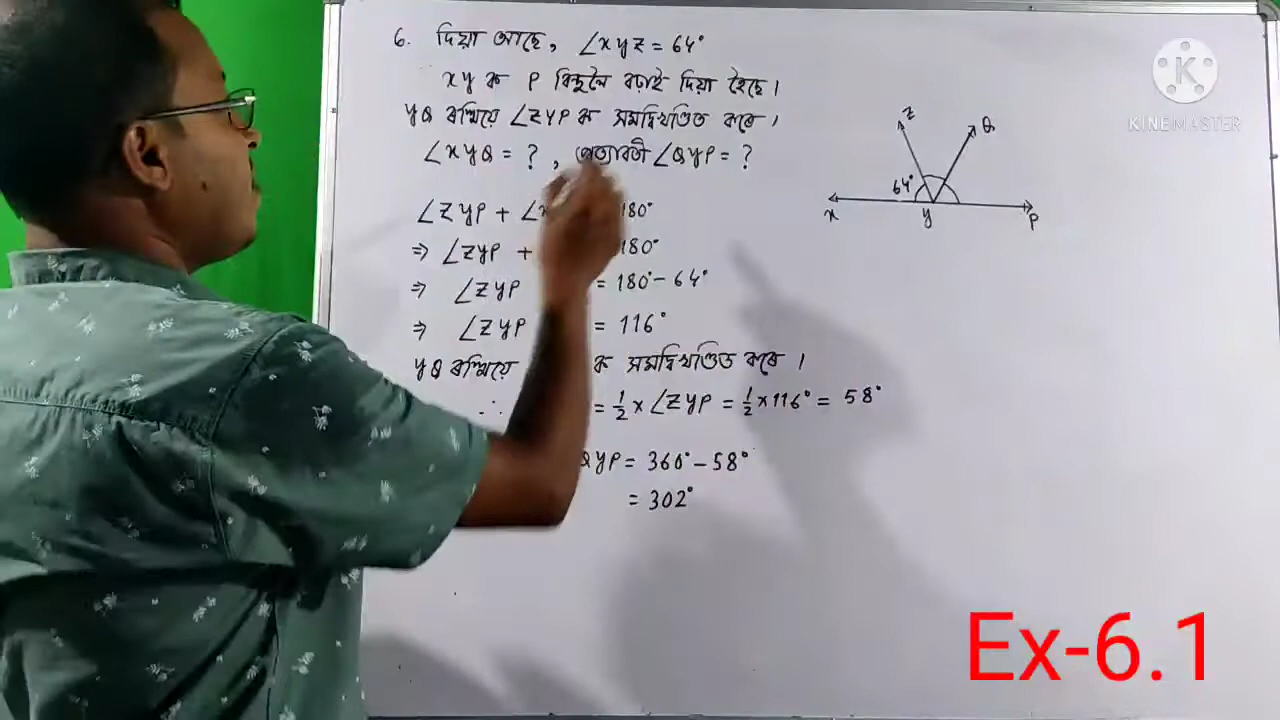 6. দিয়া আছে, ∠xyz = 64°
xy ক P বিন্দুলৈ বঢ়াই দিয়া হৈছে।
yQ ৰশ্মিয়ে ∠ZYP ক সমদ্বিখণ্ডিত কৰে।
∠XYQ = ?, প্ৰত্যাৱৰ্তী ∠QYP = ?
∠ZYP + ∠x 180°
⇒ ∠ZYP + 180°
⇒ ∠ZYP = 180° - 64°
⇒ ∠ZYP = 116°
yQ ৰশ্মিয়ে ক সমদ্বিখণ্ডিত কৰে।
∴ = 1/2 × ∠ZYP = 1/2 × 116° = 58°
QYP = 360° - 58°
= 302°
z
Q
64°
x
y
P
K
KINEMASTER
Ex-6.1